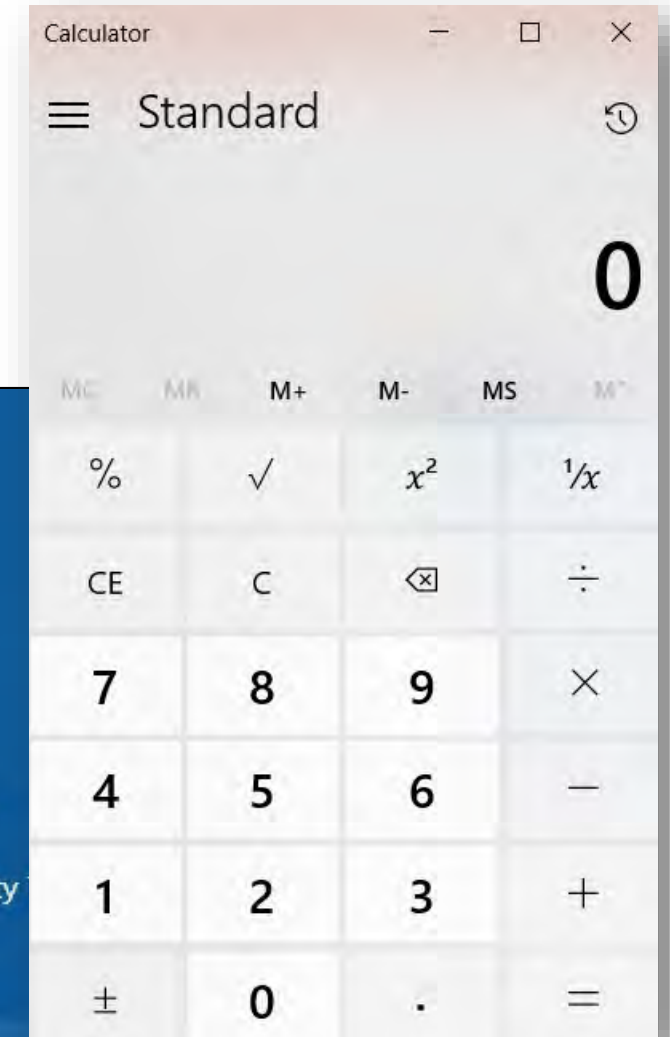 Calculator
Standard
0
MC MR M+ M- MS M˅
% √ x² ¹/x
CE C ÷
7 8 9 ×
4 5 6 −
1 2 3 +
± 0 . =